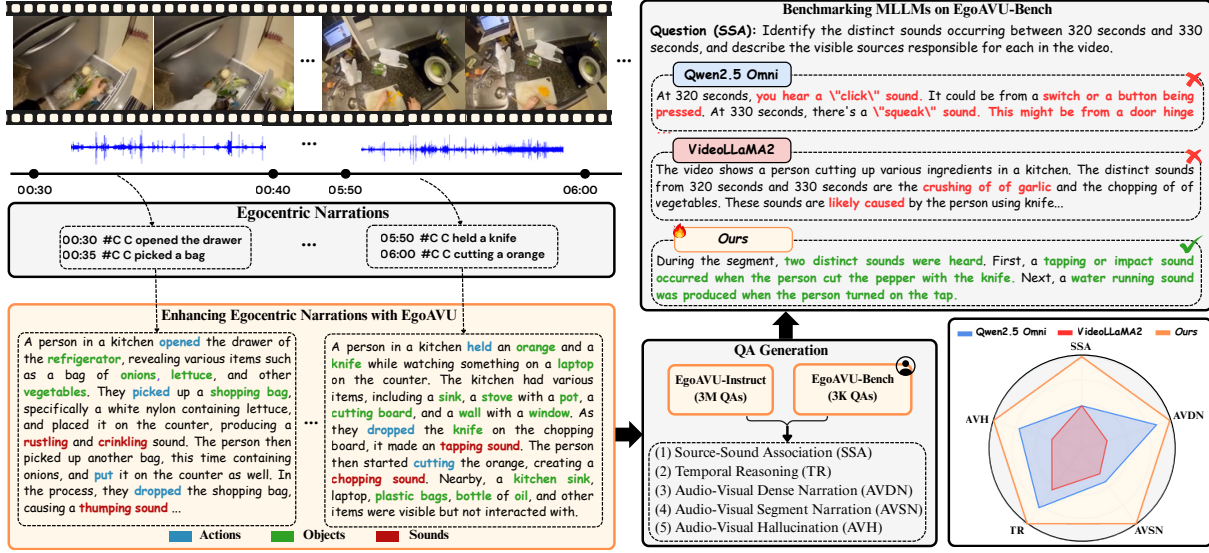 ...
...
...
00:30
00:40
05:50
06:00
Egocentric Narrations
00:30 #C C opened the drawer
00:35 #C C picked a bag
...
05:50 #C C held a knife
06:00 #C C cutting a orange
Enhancing Egocentric Narrations with EgoAVU
A person in a kitchen opened the drawer of
the refrigerator, revealing various items such
as a bag of onions, lettuce, and other
vegetables. They picked up a shopping bag,
specifically a white nylon containing lettuce,
and placed it on the counter, producing a
rustling and crinkling sound. The person then
picked up another bag, this time containing
onions, and put it on the counter as well. In
the process, they dropped the shopping bag,
causing a thumping sound ...
...
A person in a kitchen held an orange and a
knife while watching something on a laptop
on the counter. The kitchen had various
items, including a sink, a stove with a pot, a
cutting board, and a wall with a window. As
they dropped the knife on the chopping
board, it made an tapping sound. The person
then started cutting the orange, creating a
chopping sound. Nearby, a kitchen sink,
laptop, plastic bags, bottle of oil, and other
items were visible but not interacted with.
Actions
Objects
Sounds
Benchmarking MLLMs on EgoAVU-Bench
Question (SSA): Identify the distinct sounds occurring between 320 seconds and 330
seconds, and describe the visible sources responsible for each in the video.
Qwen2.5 Omni
At 320 seconds, you hear a \"click\" sound. It could be from a switch or a button being
pressed. At 330 seconds, there's a \"squeak\" sound. This might be from a door hinge
...
VideoLLaMA2
The video shows a person cutting up various ingredients in a kitchen. The distinct sounds
from 320 seconds and 330 seconds are the crushing of of garlic and the chopping of of
vegetables. These sounds are likely caused by the person using knife...
Ours
During the segment, two distinct sounds were heard. First, a tapping or impact sound
occurred when the person cut the pepper with the knife. Next, a water running sound
was produced when the person turned on the tap.
QA Generation
EgoAVU-Instruct
(3M QAs)
EgoAVU-Bench
(3K QAs)
(1) Source-Sound Association (SSA)
(2) Temporal Reasoning (TR)
(3) Audio-Visual Dense Narration (AVDN)
(4) Audio-Visual Segment Narration (AVSN)
(5) Audio-Visual Hallucination (AVH)
Qwen2.5 Omni
VideoLLaMA2
Ours
SSA
AVDN
AVSN
TR
AVH